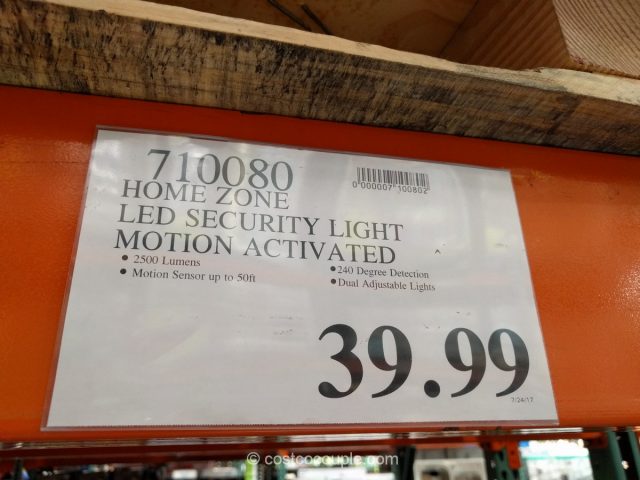 710080
0"000007"100802"
HOME ZONE
LED SECURITY LIGHT
MOTION ACTIVATED
• 2500 Lumens
• Motion Sensor up to 50ft
• 240 Degree Detection
• Dual Adjustable Lights
39.99
7/24/17
© costcocouple.com